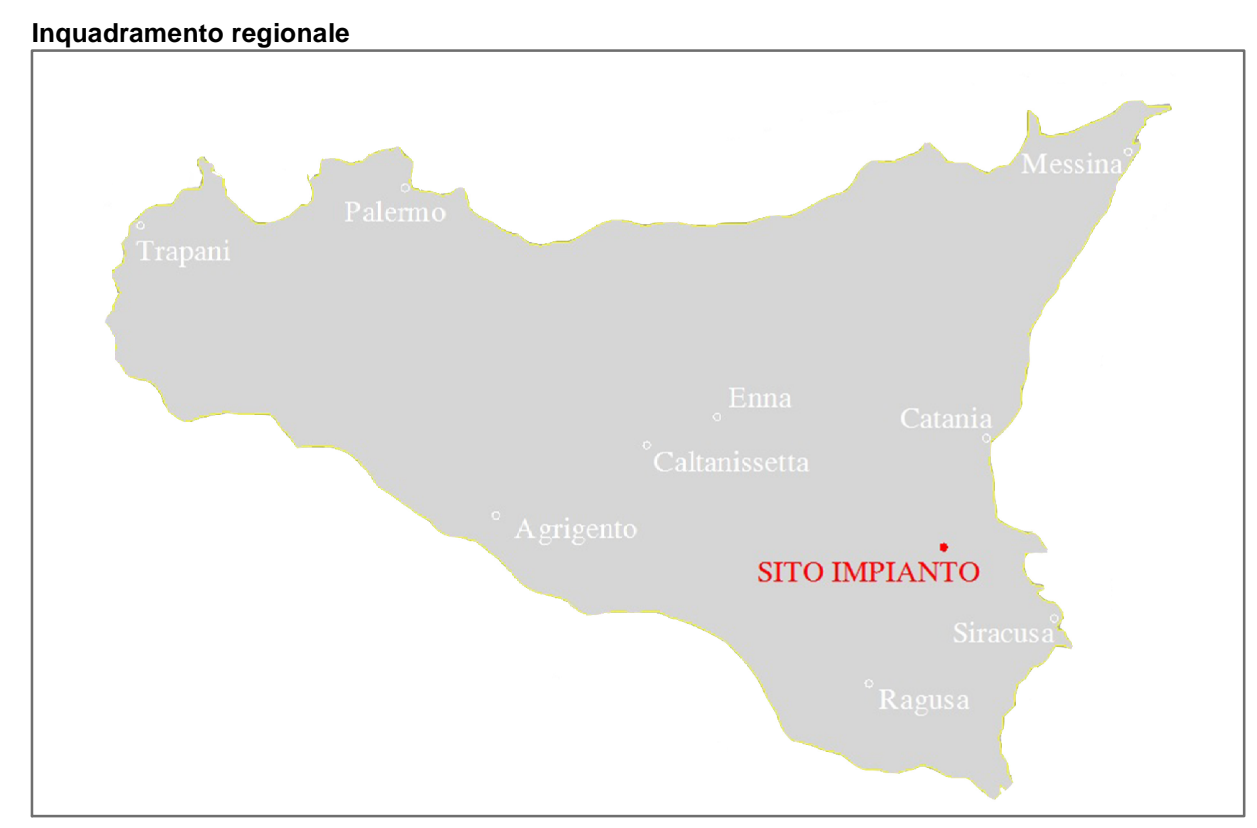 Inquadramento regionale
Messina
Palermo
Trapani
Enna
Catania
Caltanissetta
Agrigento
SITO IMPIANTO
Siracusa
Ragusa